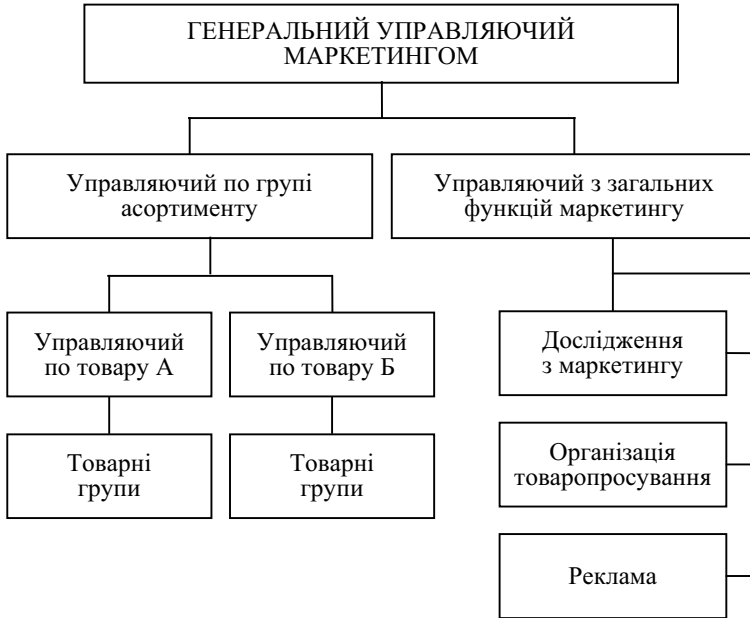 ГЕНЕРАЛЬНИЙ УПРАВЛЯЮЧИЙ
МАРКЕТИНГОМ
Управляючий по групі
асортименту
Управляючий з загальних
функцій маркетингу
Управляючий
по товару А
Управляючий
по товару Б
Дослідження
з маркетингу
Товарні
групи
Товарні
групи
Організація
товаропросування
Реклама